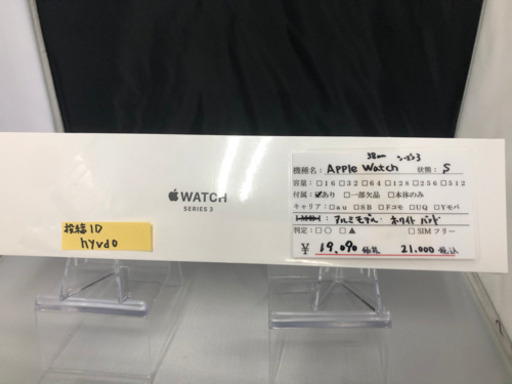 WATCH
SERIES 3
投稿ID
hyvdo
38mm シリーズ3
機種名: Apple Watch 状態: S
容量: □16 □32 □64 □128 □256 □512
付属: ☑あり □一部欠品 □本体のみ
キャリア: □au □SB □ドコモ □UQ □Yモバ
アルミモデル・ホワイトバンド
判定: □○ □▲ □SIMフリー
¥ 19,090 税抜 21,000 税込